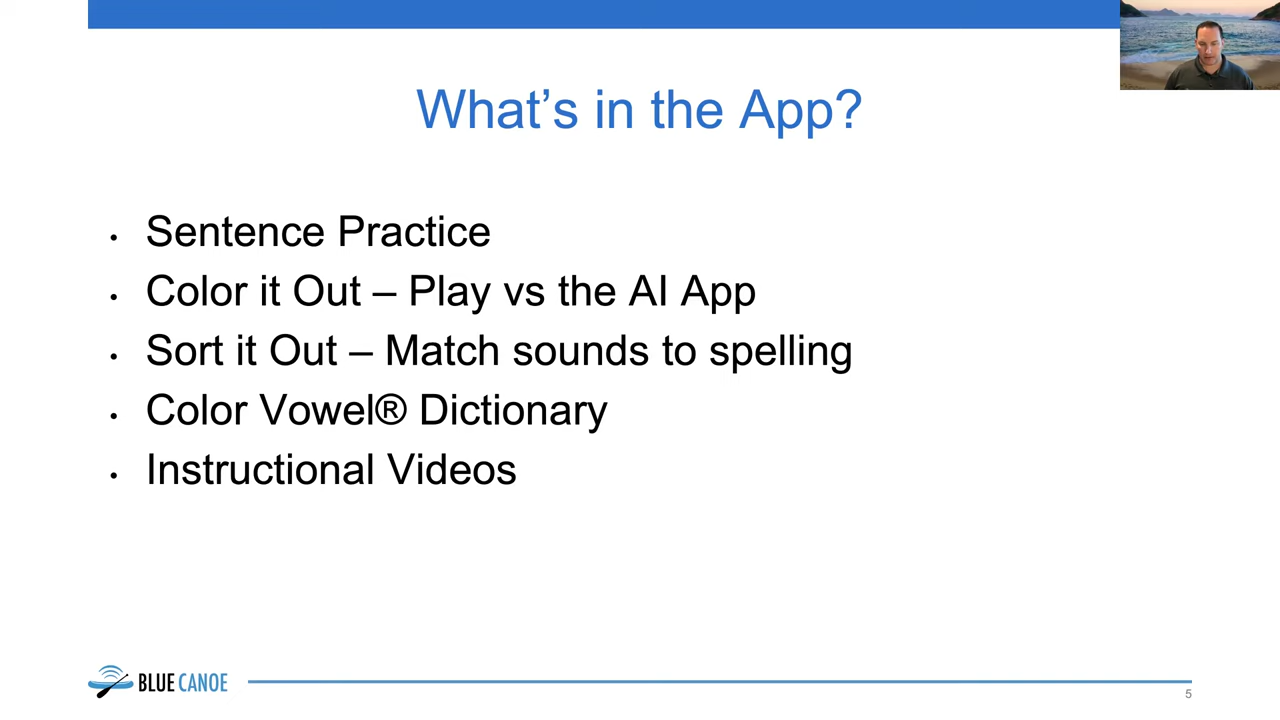 What’s in the App?
• Sentence Practice
• Color it Out – Play vs the AI App
• Sort it Out – Match sounds to spelling
• Color Vowel® Dictionary
• Instructional Videos
BLUE CANOE
5